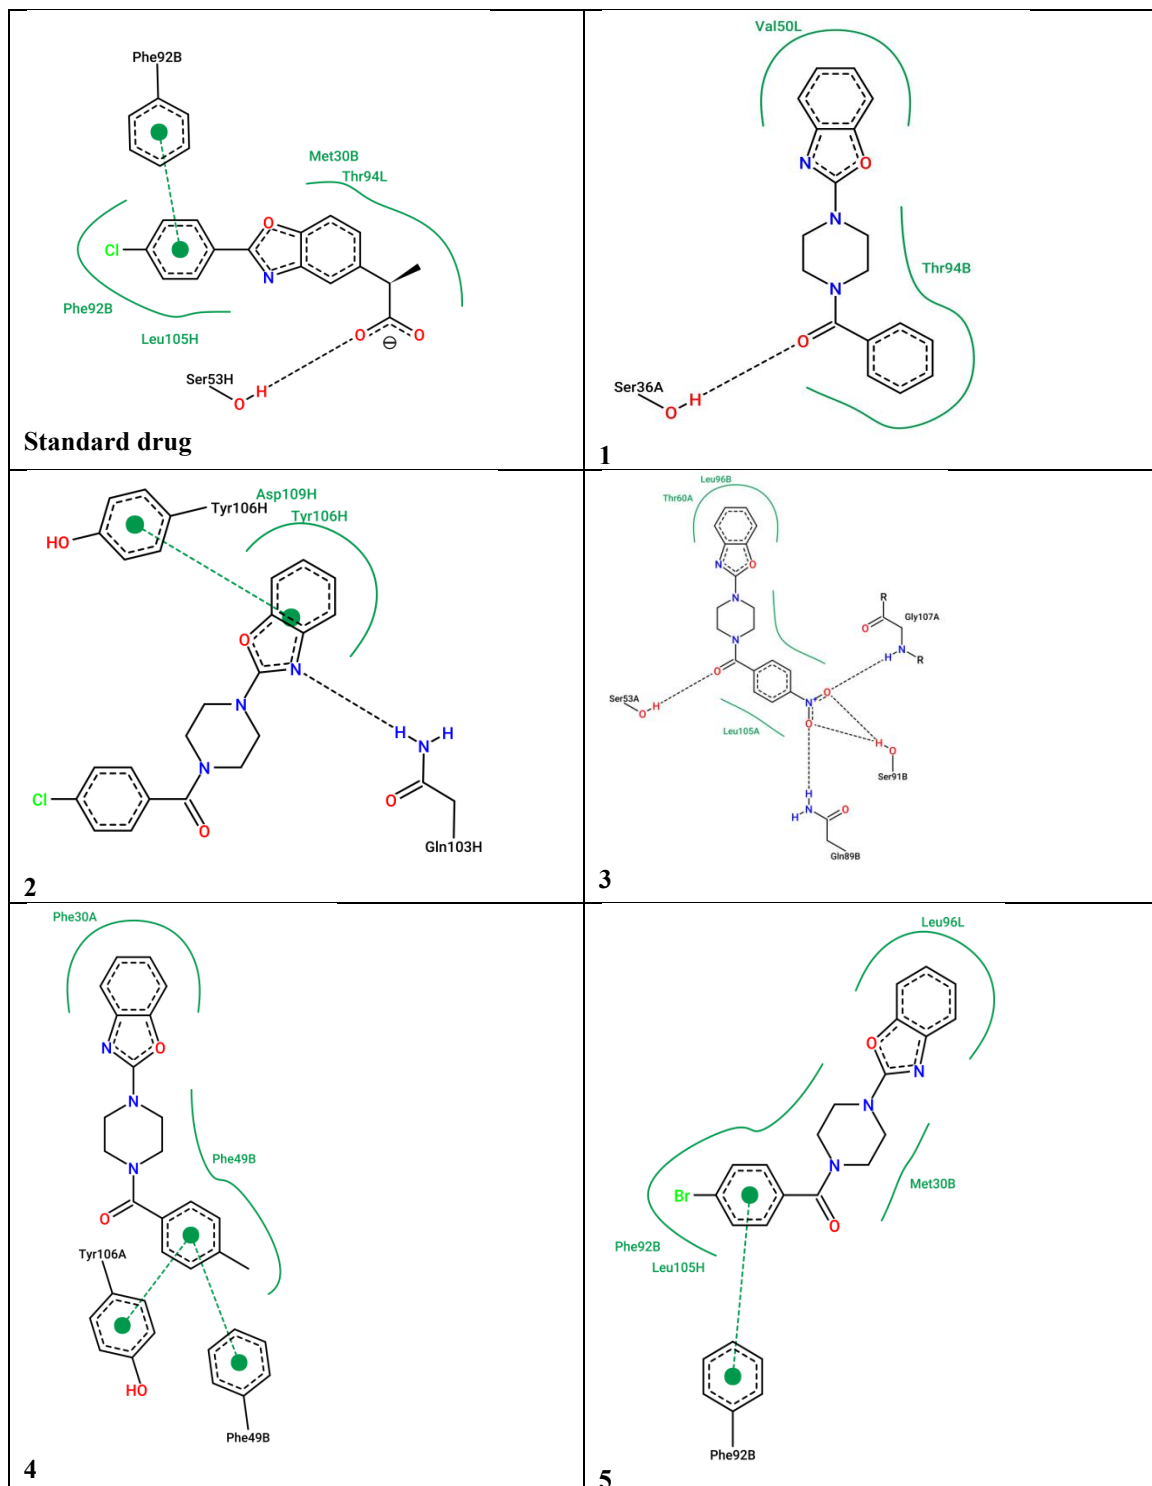 Phe92B
Met30B
Thr94L
O
Cl
N
Phe92B
Leu105H
O
O
⊖
Ser53H
H
O
Standard drug
Val50L
N
O
N
Thr94B
N
O
Ser36A
H
O
1
Asp109H
Tyr106H
Tyr106H
HO
O
N
N
H
H
N
N
Cl
O
O
Gln103H
2
Leu96B
Thr60A
N
O
N
R
Gly107A
O
N
H
N
R
O
O
Ser53A
O
H
N+
O
Leu105A
H
O
Ser91B
H
H
N
O
Gln89B
3
Phe30A
N
O
N
Phe49B
N
O
Tyr106A
HO
Phe49B
4
Leu96L
O
N
N
N
Met30B
Br
O
Phe92B
Leu105H
Phe92B
5